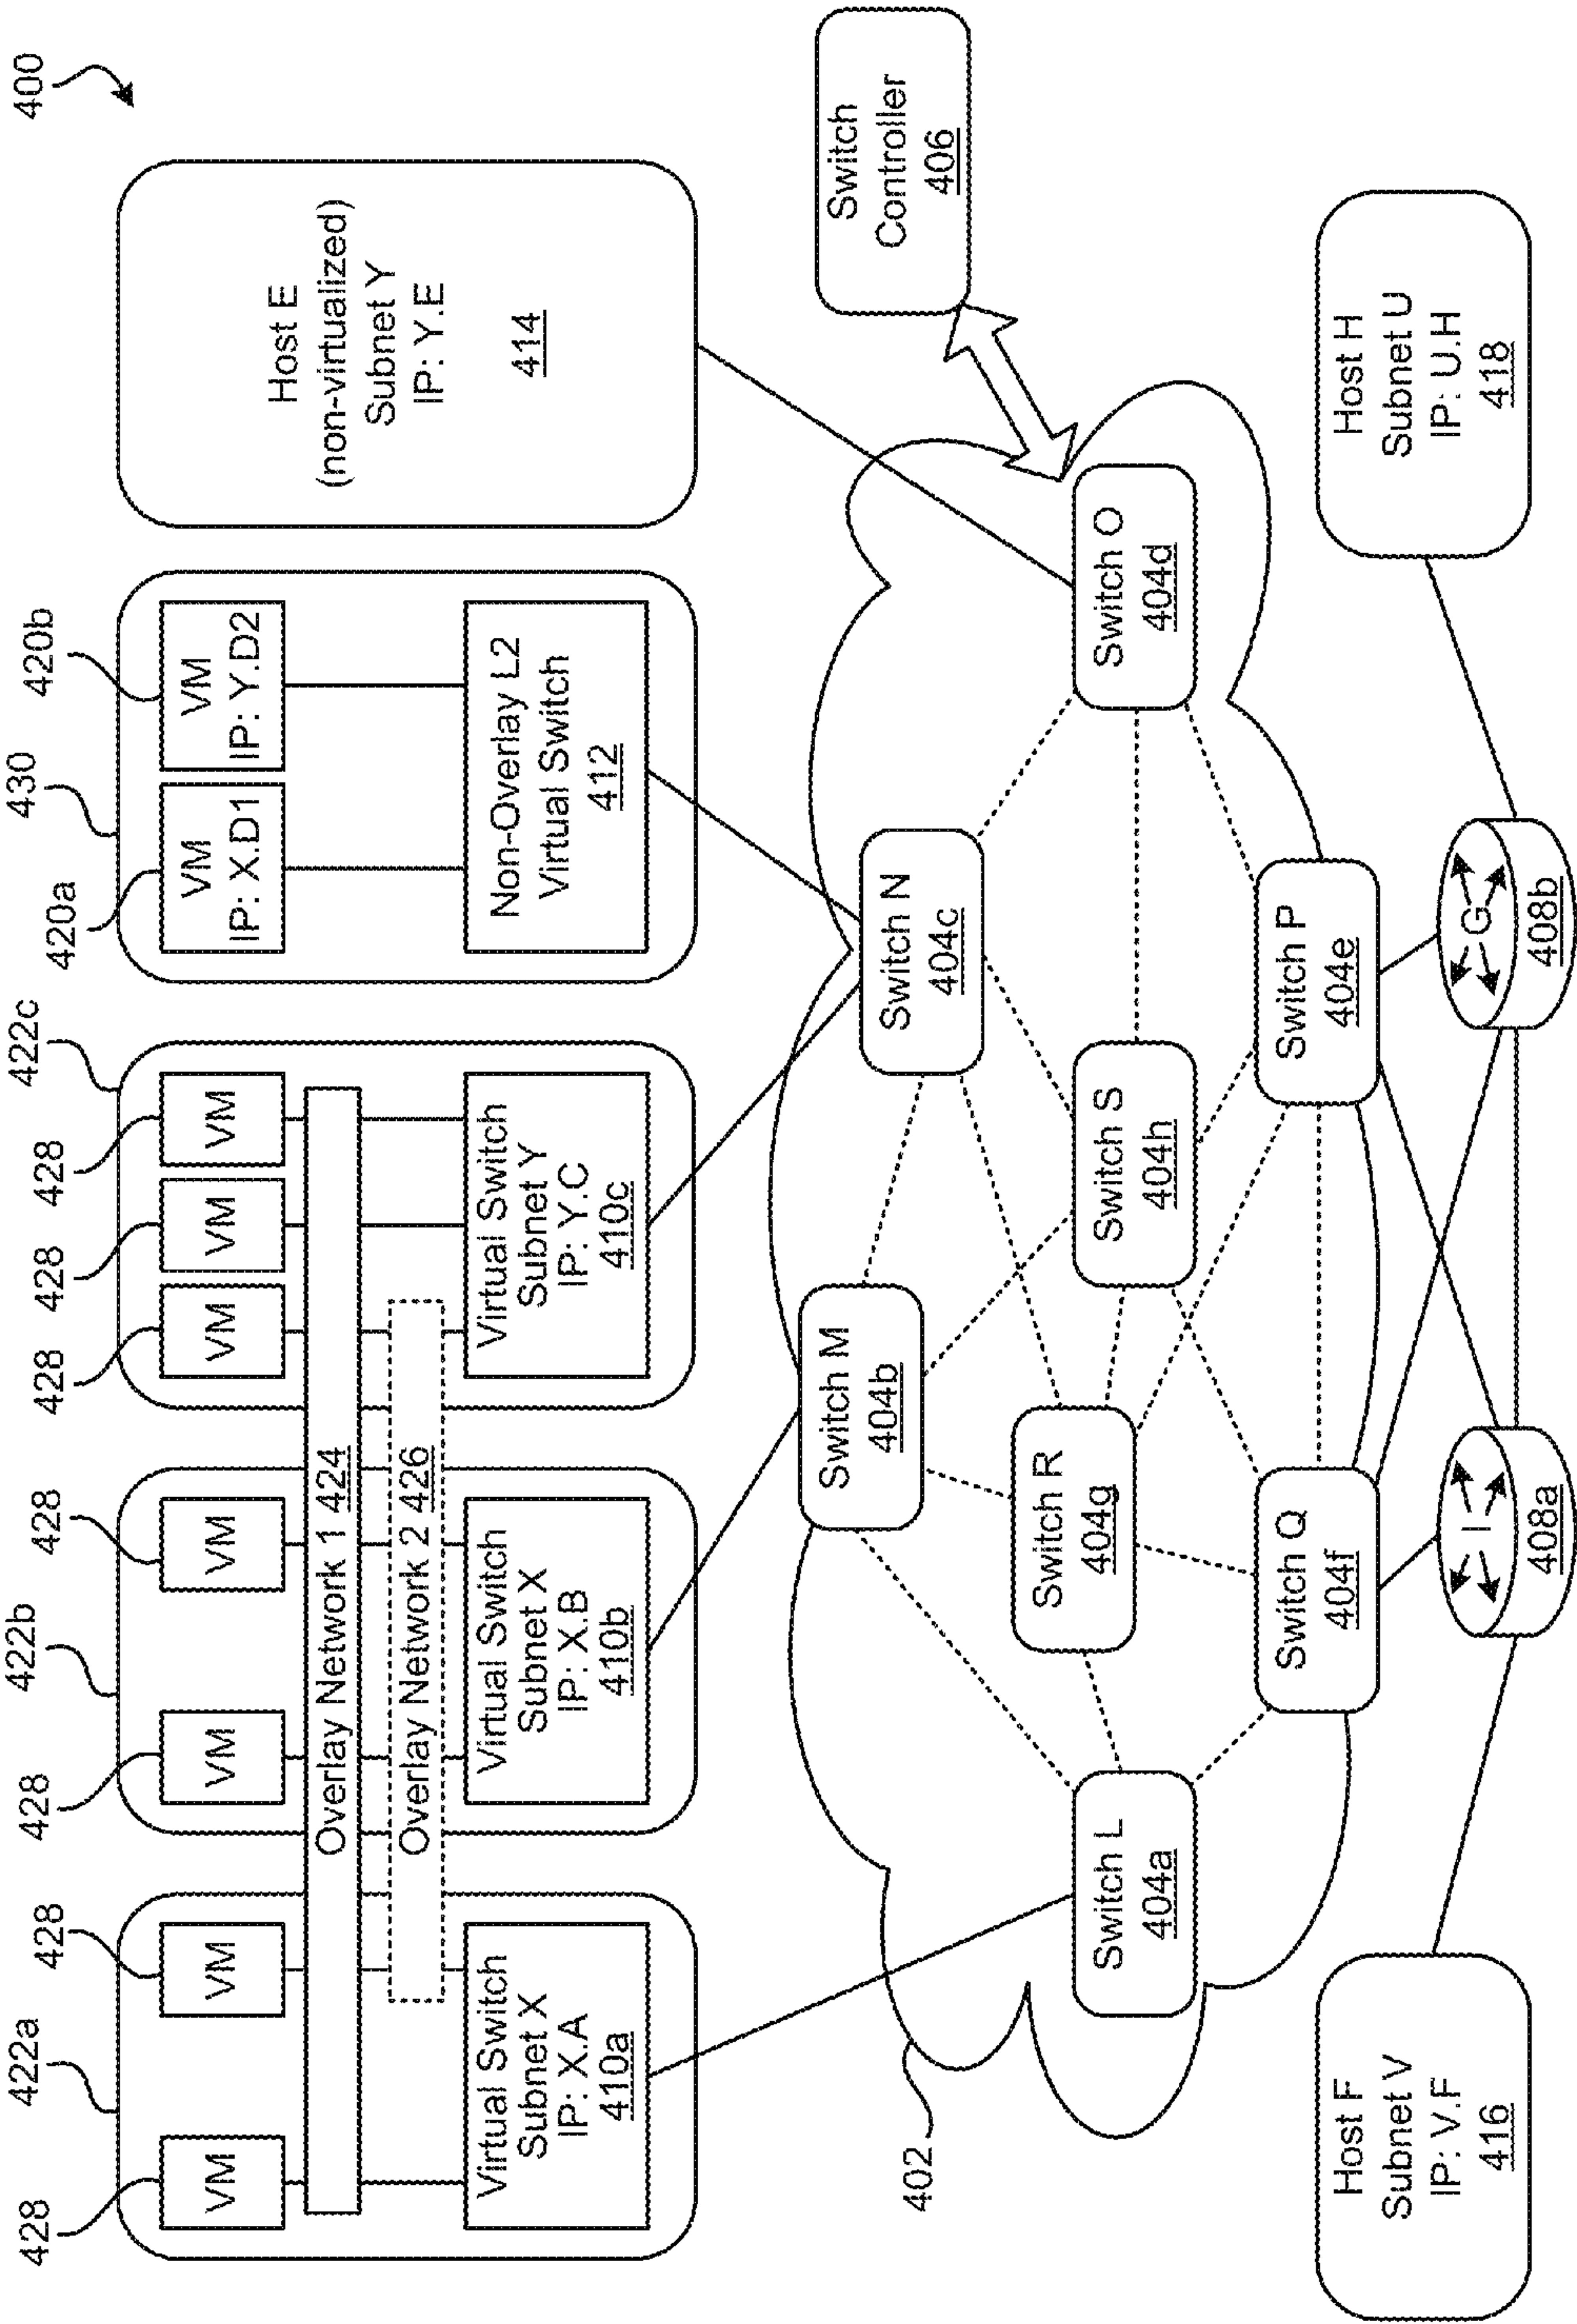 400
422a
428
VM
428
VM
422b
428
VM
428
VM
422c
428
VM
428
VM
428
VM
430
420a
VM
IP: X.D1
420b
VM
IP: Y.D2
Host E
(non-virtualized)
Subnet Y
IP: Y.E
414
Overlay Network 1 424
Overlay Network 2 426
Virtual Switch
Subnet X
IP: X.A
410a
Virtual Switch
Subnet X
IP: X.B
410b
Virtual Switch
Subnet Y
IP: Y.C
410c
Non-Overlay L2
Virtual Switch
412
402
Switch M
404b
Switch N
404c
Switch Controller
406
Switch L
404a
Switch R
404g
Switch S
404h
Switch O
404d
Switch Q
404f
Switch P
404e
Host F
Subnet V
IP: V.F
416
I
408a
G
408b
Host H
Subnet U
IP: U.H
418